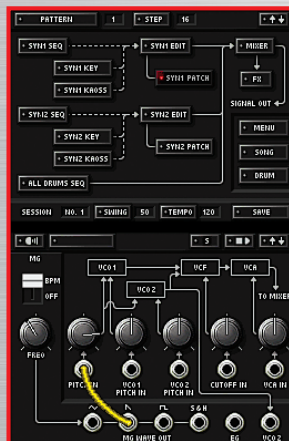 PATTERN 1 STEP 16
SYN1 SEQ SYN1 EDIT MIXER
SYN1 KEY
SYN1 KAOSS SYN1 PATCH FX
SIGNAL OUT
SYN2 SEQ SYN2 EDIT MENU
SYN2 KEY
SYN2 KAOSS SYN2 PATCH SONG
ALL DRUMS SEQ DRUM
SESSION NO. 1 SWING 50 TEMPO 120 SAVE
5
MG VCO1 VCF VCA
BPM VCO2
OFF TO MIXER
FREQ PITCH IN VCO1 PITCH IN VCO2 PITCH IN CUTOFF IN VCA IN
S&H
MG WAVE OUT EG VCO2